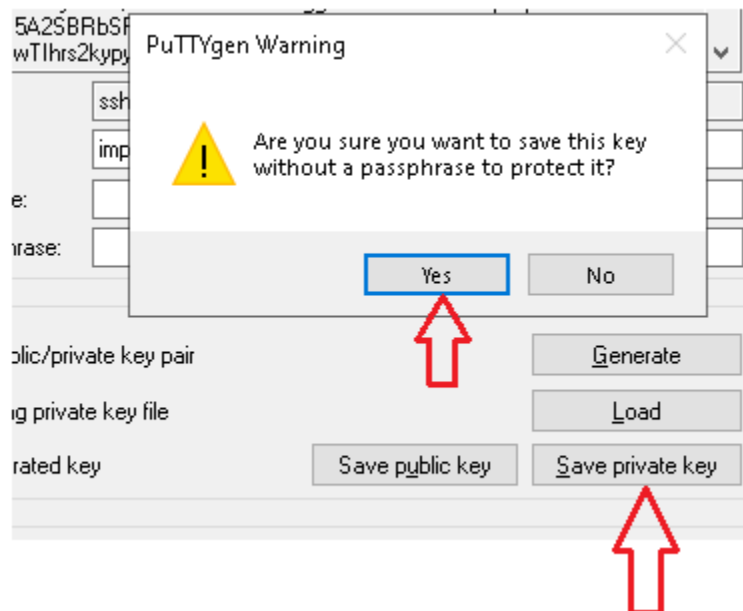 5A2SBRbSF
wTIhrs2kypy
PuTTYgen Warning
ssh
imp
Are you sure you want to save this key
without a passphrase to protect it?
e:
rase:
Yes
No
blic/private key pair
Generate
ng private key file
Load
rated key
Save public key
Save private key